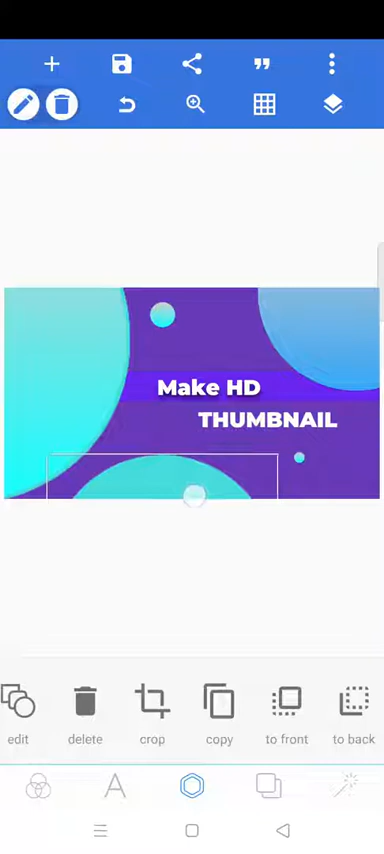 Make HD
THUMBNAIL
edit
delete
crop
copy
to front
to back